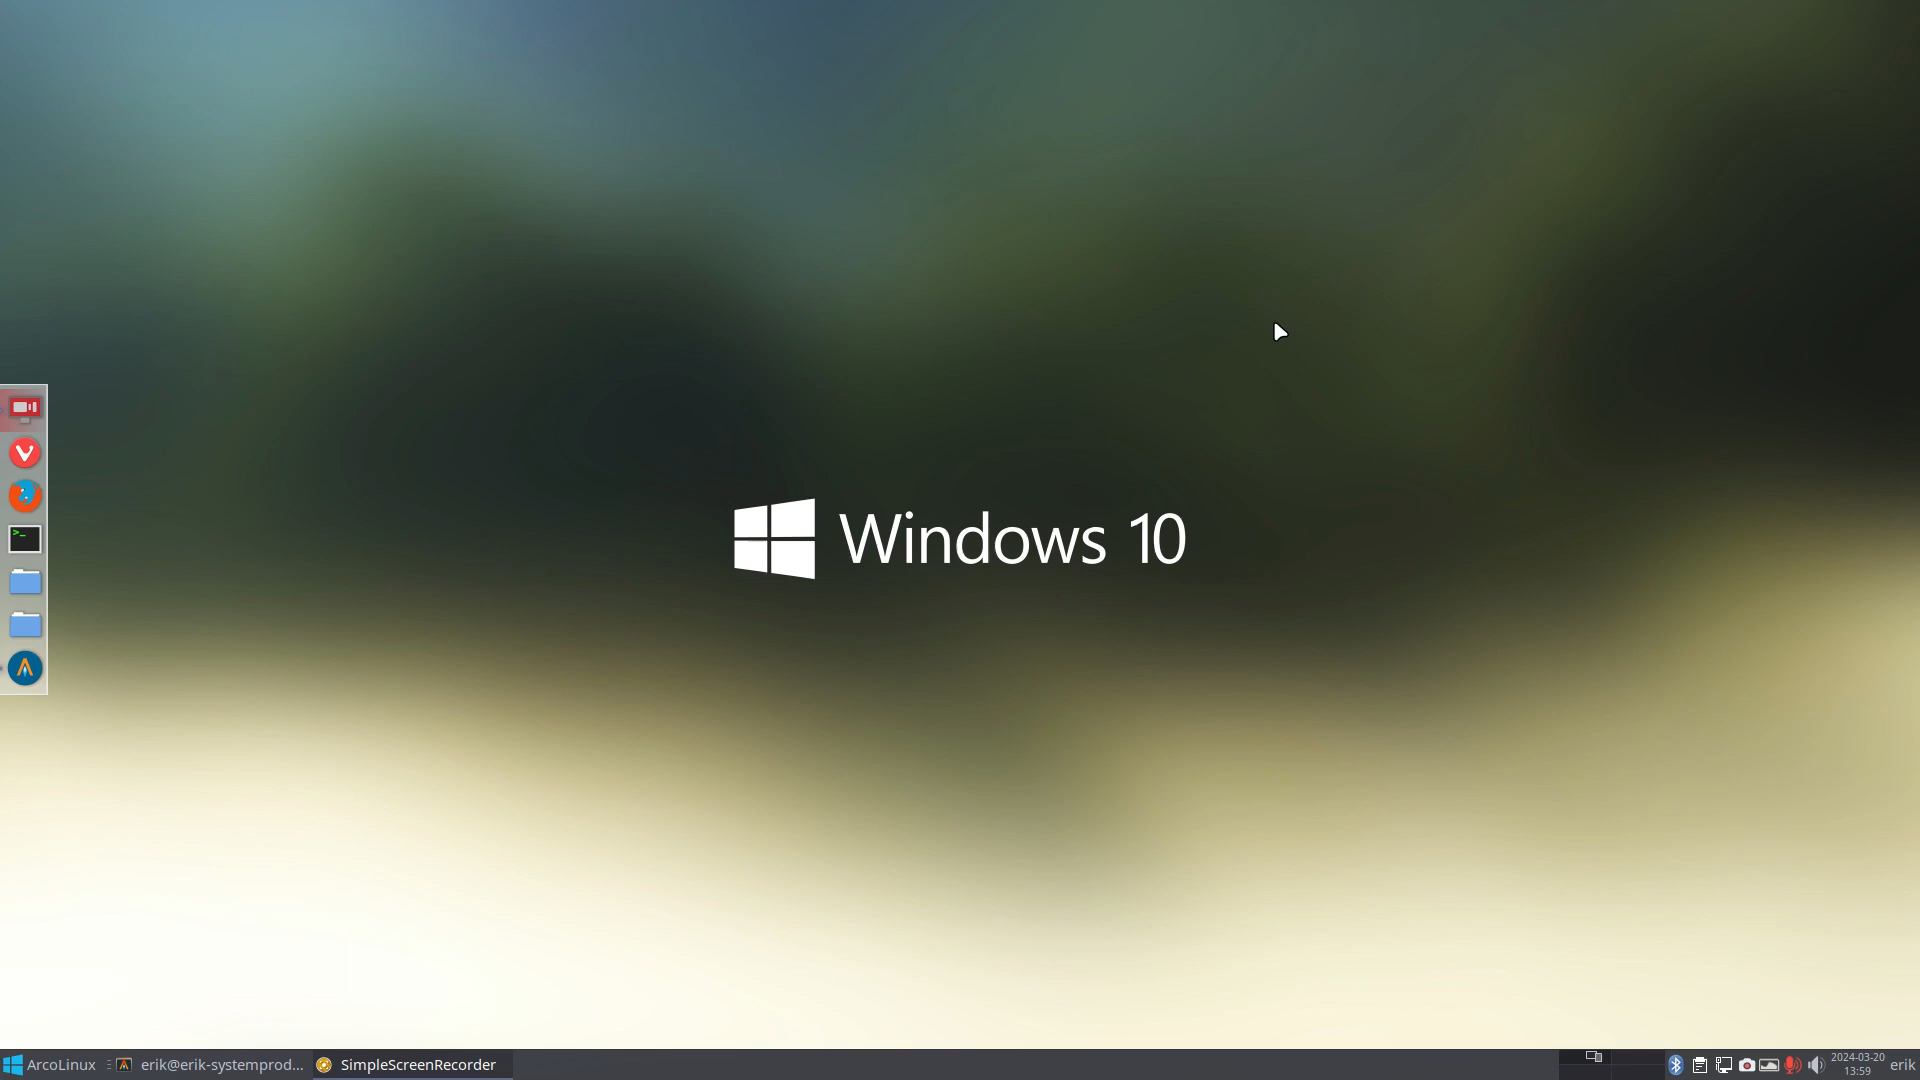 >_
Windows 10
ArcoLinux
erik@erik-systemprod...
SimpleScreenRecorder
2024-03-20
13:59
erik